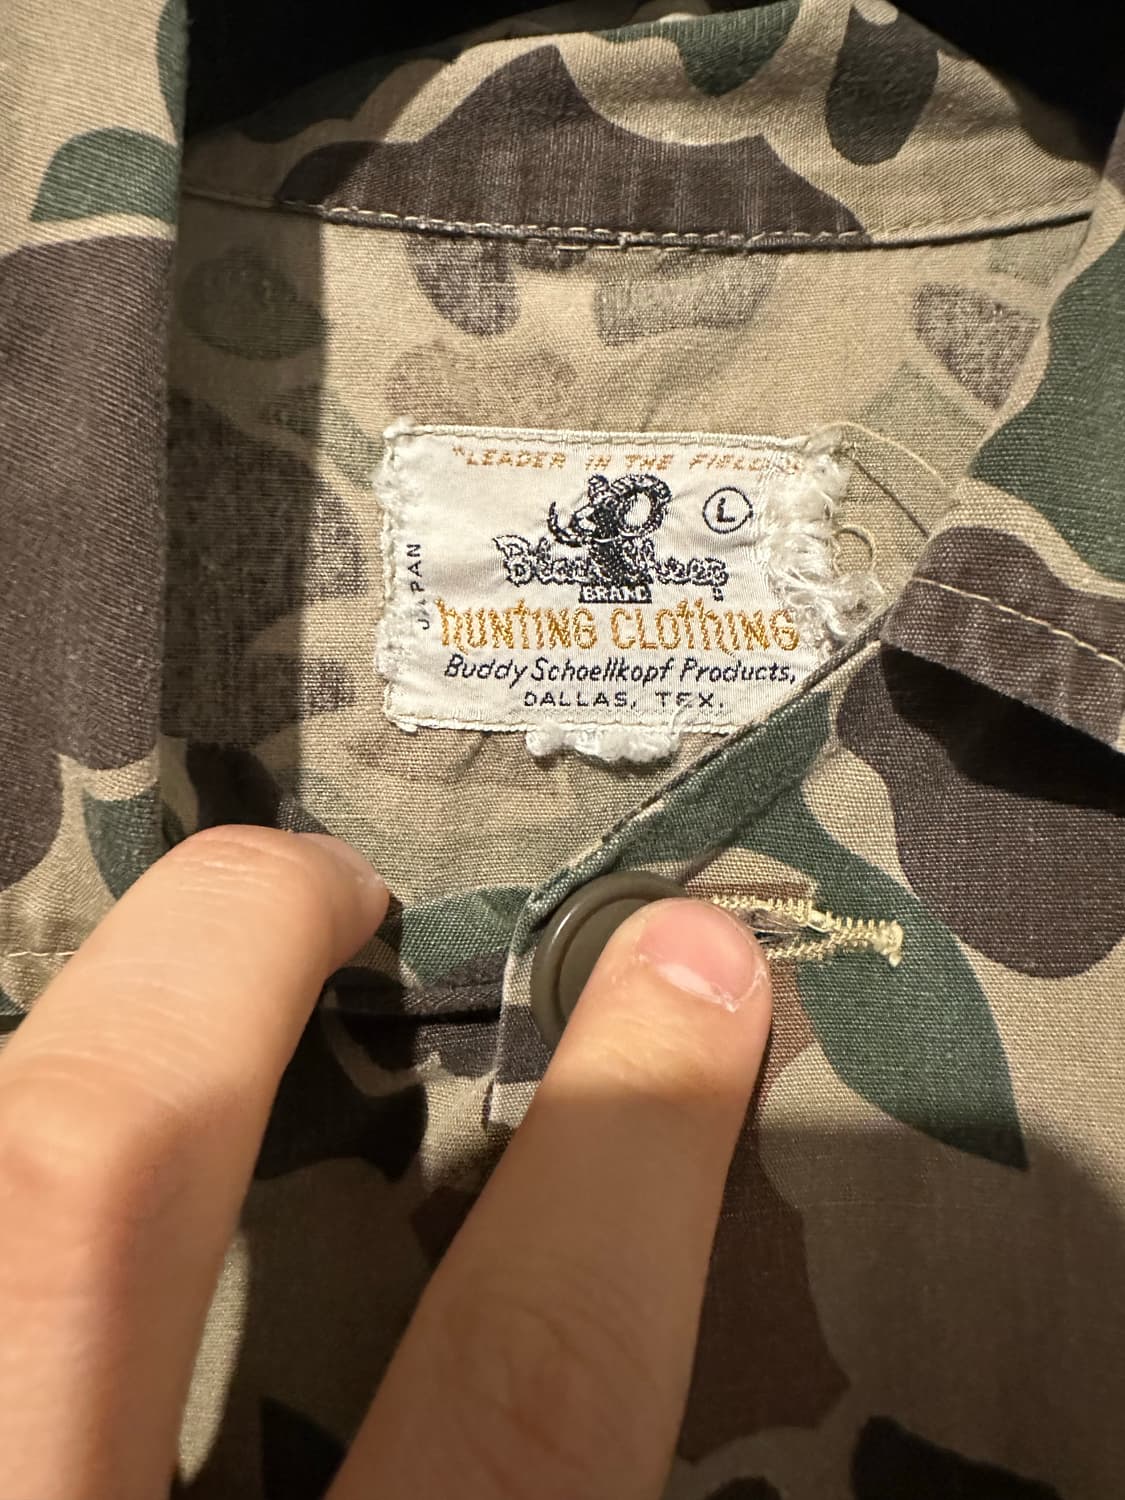 "LEADER IN THE FIELD"
L
Black Sheep
BRAND
HUNTING CLOTHING
Buddy Schoellkopf Products,
DALLAS, TEX.
JAPAN